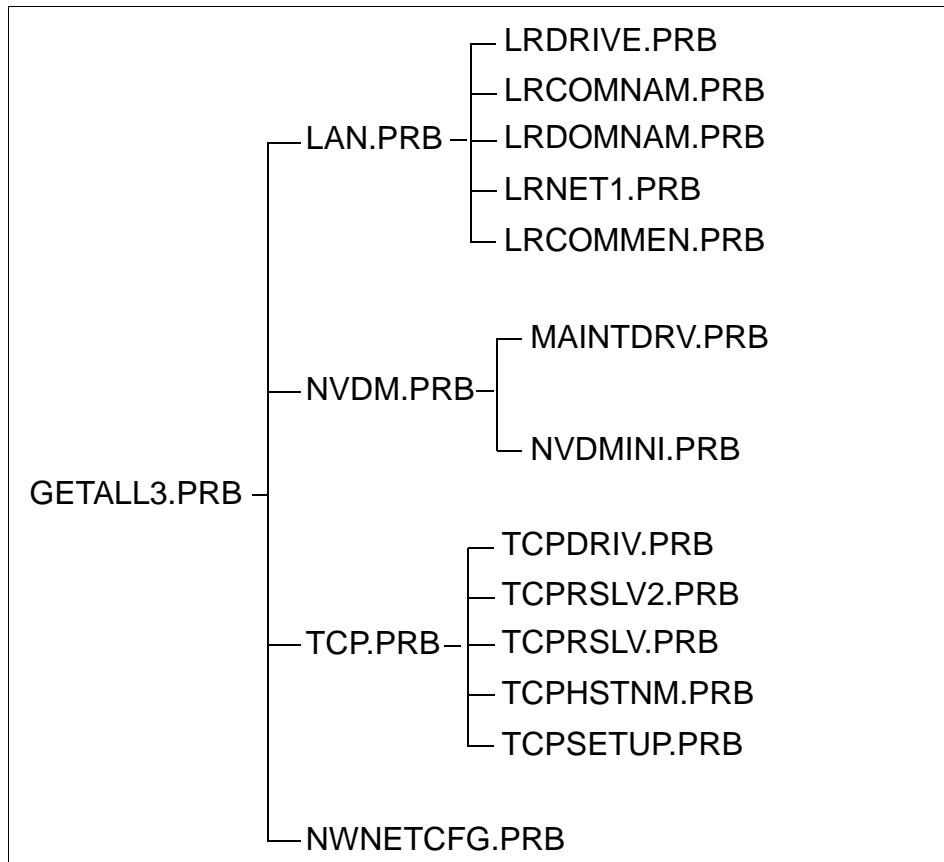 GETALL3.PRB
LAN.PRB
LRDRIVE.PRB
LRCOMNAM.PRB
LRDOMNAM.PRB
LRNET1.PRB
LRCOMMEN.PRB
NVDM.PRB
MAINTDRV.PRB
NVDMINI.PRB
TCP.PRB
TCPDRIV.PRB
TCPRSLV2.PRB
TCPRSLV.PRB
TCPHSTNM.PRB
TCPSETUP.PRB
NWNETCFG.PRB